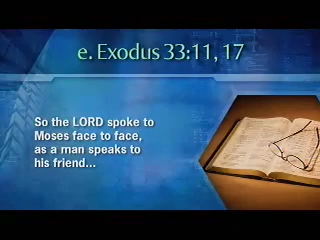 e. Exodus 33:11, 17
So the LORD spoke to
Moses face to face,
as a man speaks to
his friend...